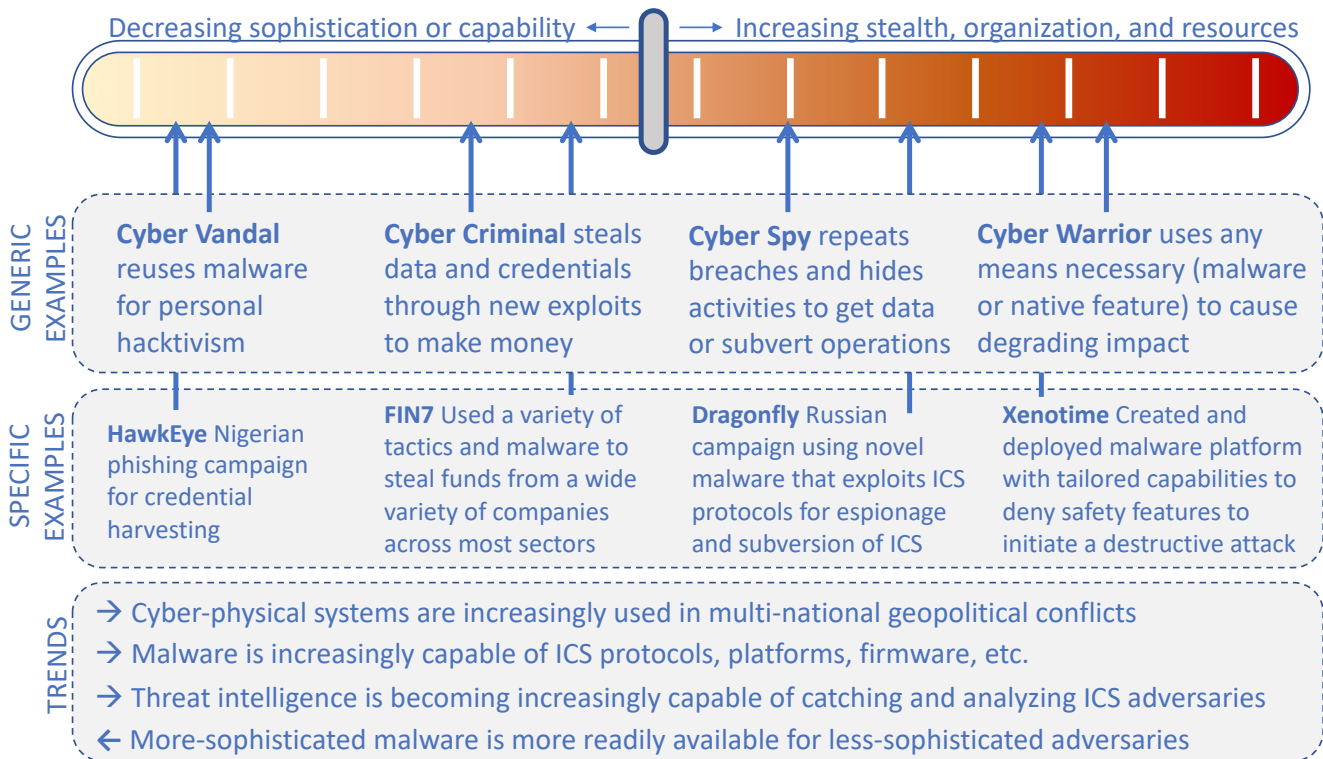 Decreasing sophistication or capability ← → Increasing stealth, organization, and resources
GENERIC
EXAMPLES
Cyber Vandal
reuses malware
for personal
hacktivism
Cyber Criminal steals
data and credentials
through new exploits
to make money
Cyber Spy repeats
breaches and hides
activities to get data
or subvert operations
Cyber Warrior uses any
means necessary (malware
or native feature) to cause
degrading impact
SPECIFIC
EXAMPLES
HawkEye Nigerian
phishing campaign
for credential
harvesting
FIN7 Used a variety of
tactics and malware to
steal funds from a wide
variety of companies
across most sectors
Dragonfly Russian
campaign using novel
malware that exploits ICS
protocols for espionage
and subversion of ICS
Xenotime Created and
deployed malware platform
with tailored capabilities to
deny safety features to
initiate a destructive attack
TRENDS
→ Cyber-physical systems are increasingly used in multi-national geopolitical conflicts
→ Malware is increasingly capable of ICS protocols, platforms, firmware, etc.
→ Threat intelligence is becoming increasingly capable of catching and analyzing ICS adversaries
← More-sophisticated malware is more readily available for less-sophisticated adversaries